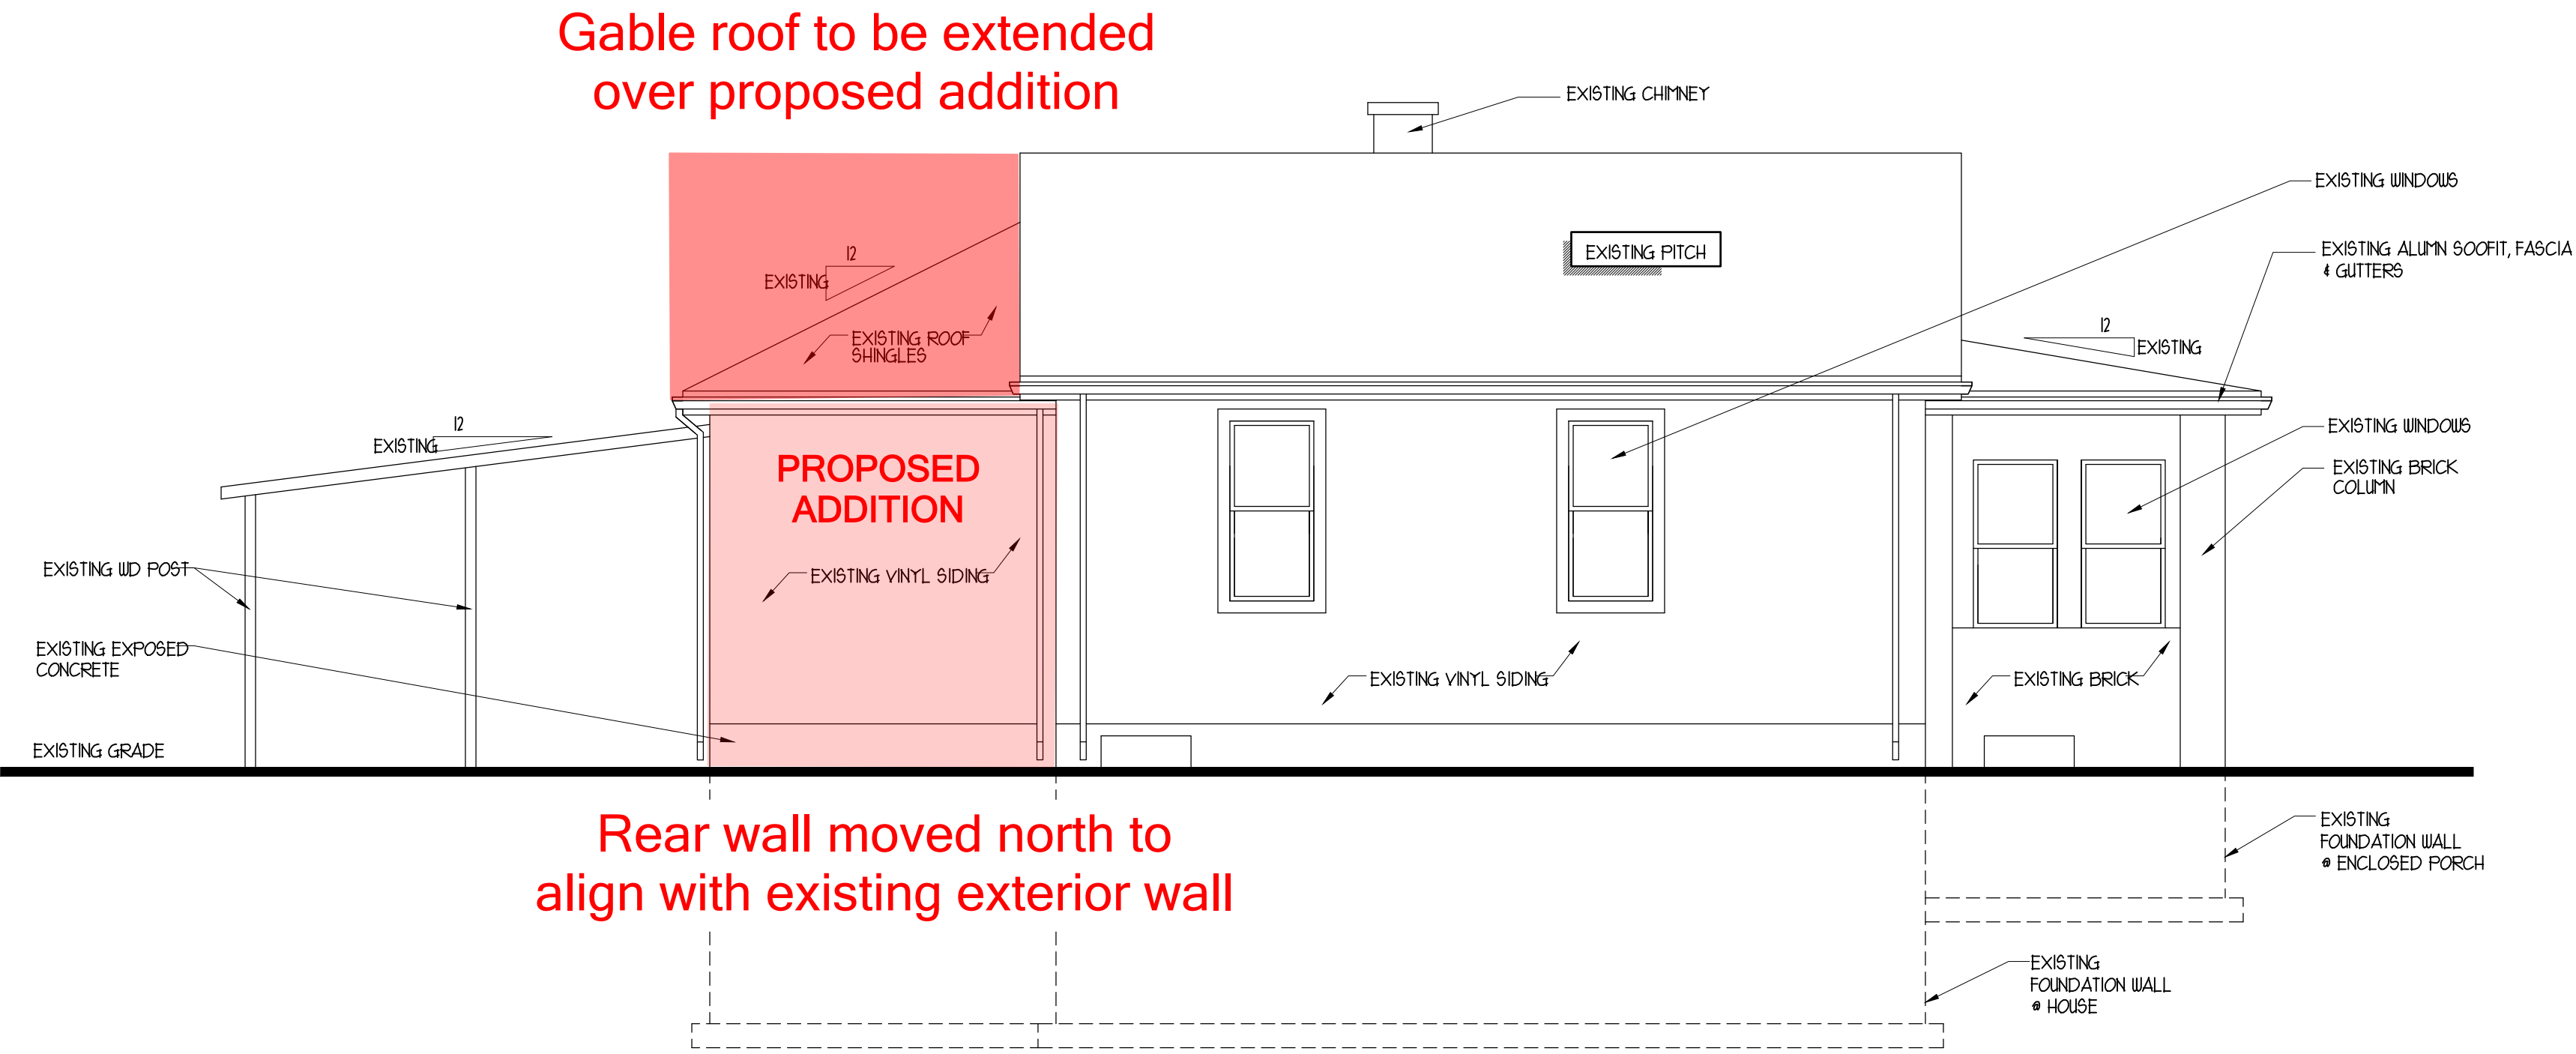 Gable roof to be extended
over proposed addition
EXISTING CHIMNEY
EXISTING WINDOWS
EXISTING PITCH
EXISTING ALUMN SOOFIT, FASCIA
& GUTTERS
12
EXISTING
EXISTING ROOF
SHINGLES
12
EXISTING
12
EXISTING
EXISTING WINDOWS
PROPOSED
ADDITION
EXISTING BRICK
COLUMN
EXISTING WD POST
EXISTING VINYL SIDING
EXISTING EXPOSED
CONCRETE
EXISTING VINYL SIDING
EXISTING BRICK
EXISTING GRADE
Rear wall moved north to
align with existing exterior wall
EXISTING
FOUNDATION WALL
@ ENCLOSED PORCH
EXISTING
FOUNDATION WALL
@ HOUSE